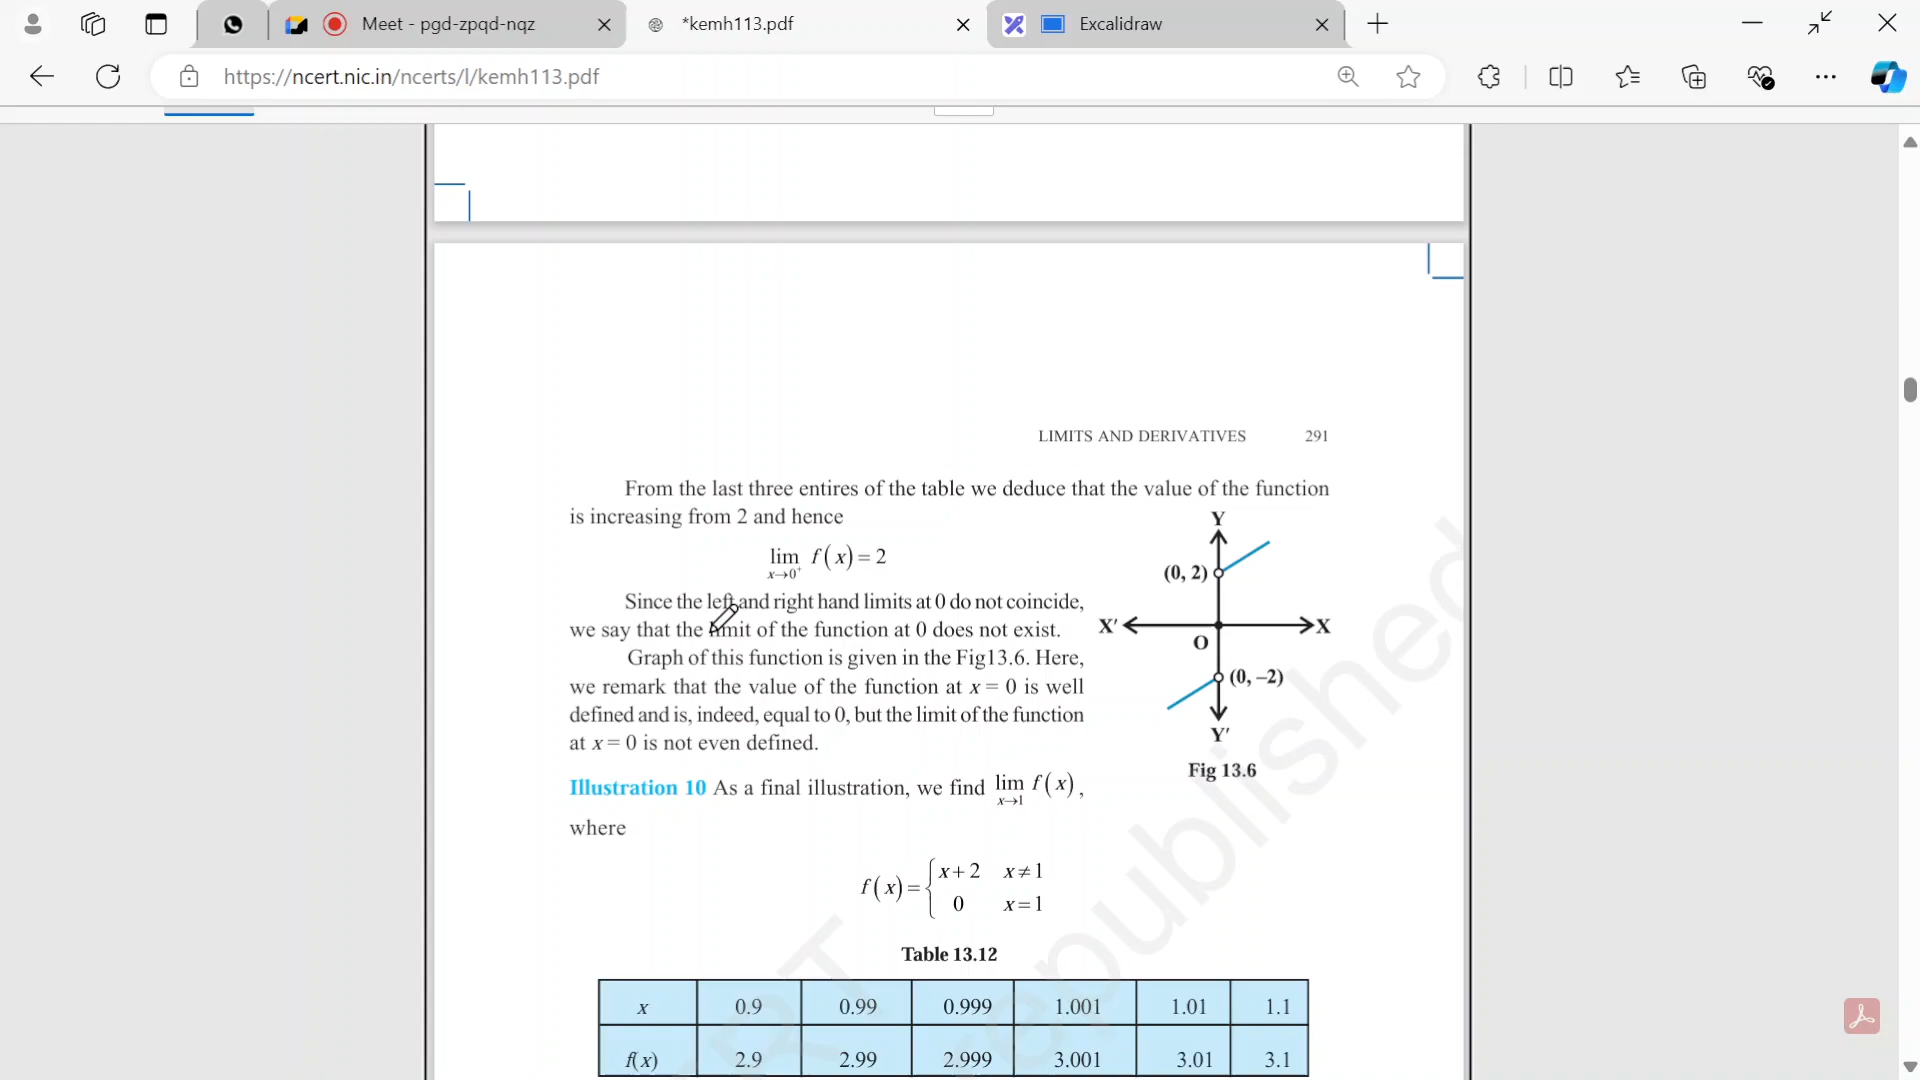 Meet - pgd-zpqd-nqz
*kemh113.pdf
Excalidraw
https://ncert.nic.in/ncerts/l/kemh113.pdf
LIMITS AND DERIVATIVES 291
From the last three entires of the table we deduce that the value of the function
is increasing from 2 and hence
lim x→0⁺ f(x) = 2
Since the left and right hand limits at 0 do not coincide,
we say that the limit of the function at 0 does not exist.
Graph of this function is given in the Fig13.6. Here,
we remark that the value of the function at x = 0 is well
defined and is, indeed, equal to 0, but the limit of the function
at x = 0 is not even defined.
Y
(0, 2)
X′ X
O
(0, –2)
Y′
Fig 13.6
Illustration 10 As a final illustration, we find lim x→1 f(x),
where
f(x) = { x + 2 x ≠ 1
0 x = 1
Table 13.12
x 0.9 0.99 0.999 1.001 1.01 1.1
f(x) 2.9 2.99 2.999 3.001 3.01 3.1
republished